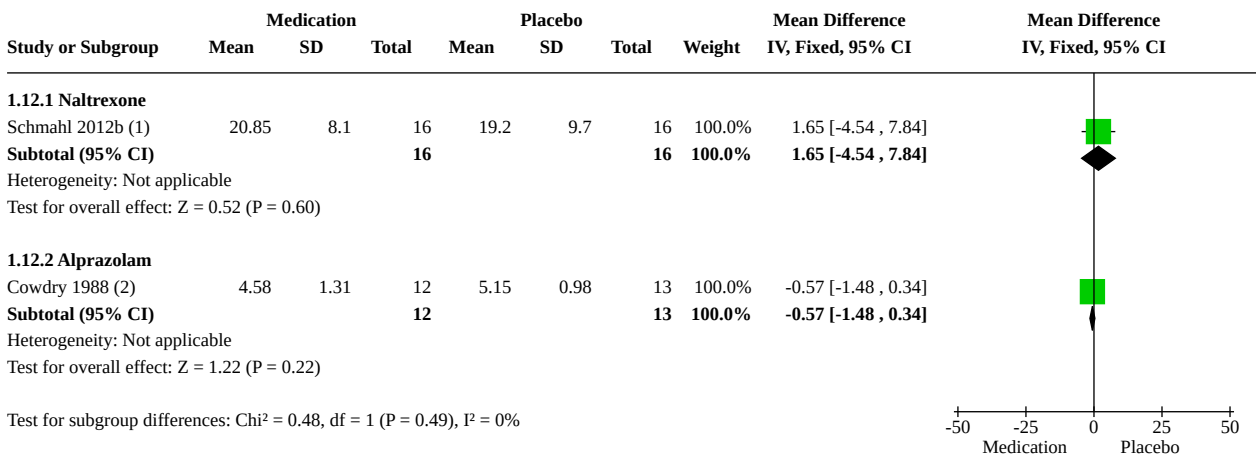 Medication Placebo Mean Difference Mean Difference
Study or Subgroup Mean SD Total Mean SD Total Weight IV, Fixed, 95% CI IV, Fixed, 95% CI
1.12.1 Naltrexone
Schmahl 2012b (1) 20.85 8.1 16 19.2 9.7 16 100.0% 1.65 [-4.54 , 7.84]
Subtotal (95% CI) 16 16 100.0% 1.65 [-4.54 , 7.84]
Heterogeneity: Not applicable
Test for overall effect: Z = 0.52 (P = 0.60)
1.12.2 Alprazolam
Cowdry 1988 (2) 4.58 1.31 12 5.15 0.98 13 100.0% -0.57 [-1.48 , 0.34]
Subtotal (95% CI) 12 13 100.0% -0.57 [-1.48 , 0.34]
Heterogeneity: Not applicable
Test for overall effect: Z = 1.22 (P = 0.22)
Test for subgroup differences: Chi² = 0.48, df = 1 (P = 0.49), I² = 0%
-50 -25 0 25 50
Medication Placebo